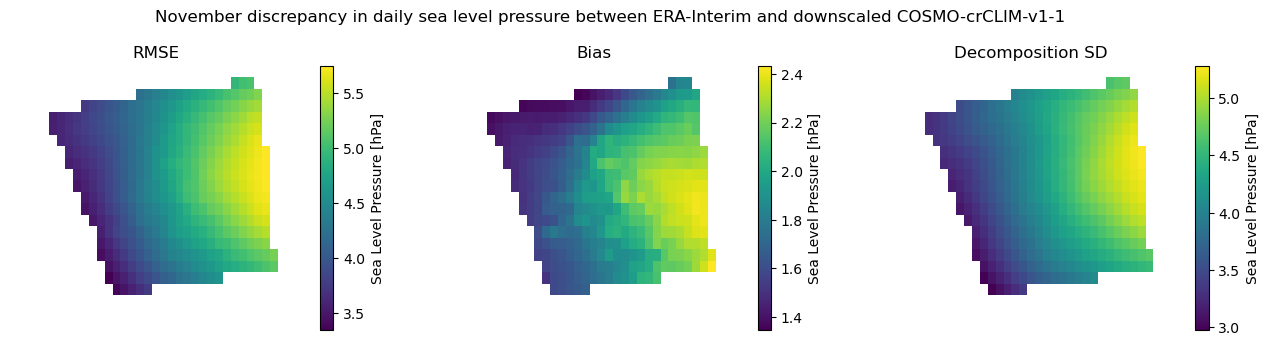 November discrepancy in daily sea level pressure between ERA-Interim and downscaled COSMO-crCLIM-v1-1
RMSE
5.5
5.0
4.5
4.0
3.5
Sea Level Pressure [hPa]
Bias
2.4
2.2
2.0
1.8
1.6
1.4
Sea Level Pressure [hPa]
Decomposition SD
5.0
4.5
4.0
3.5
3.0
Sea Level Pressure [hPa]